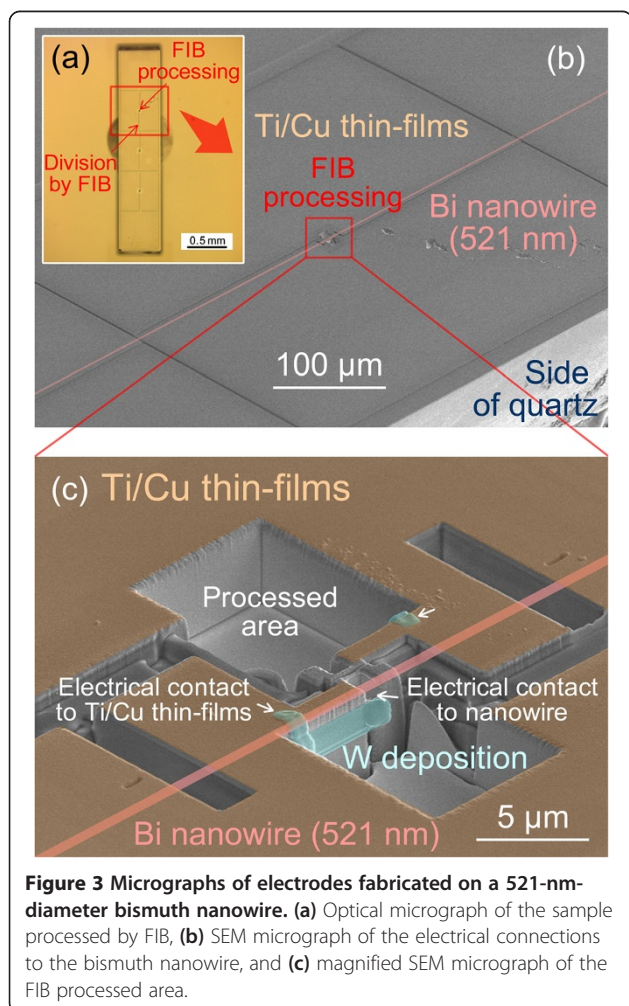 (a)
FIB
processing
Division
by FIB
0.5 mm
(b)
Ti/Cu thin-films
FIB
processing
Bi nanowire
(521 nm)
100 µm
Side
of quartz
(c) Ti/Cu thin-films
Processed
area
Electrical contact
to Ti/Cu thin-films
Electrical contact
to nanowire
W deposition
Bi nanowire (521 nm)
5 µm
Figure 3 Micrographs of electrodes fabricated on a 521-nm-
diameter bismuth nanowire. (a) Optical micrograph of the sample
processed by FIB, (b) SEM micrograph of the electrical connections
to the bismuth nanowire, and (c) magnified SEM micrograph of the
FIB processed area.